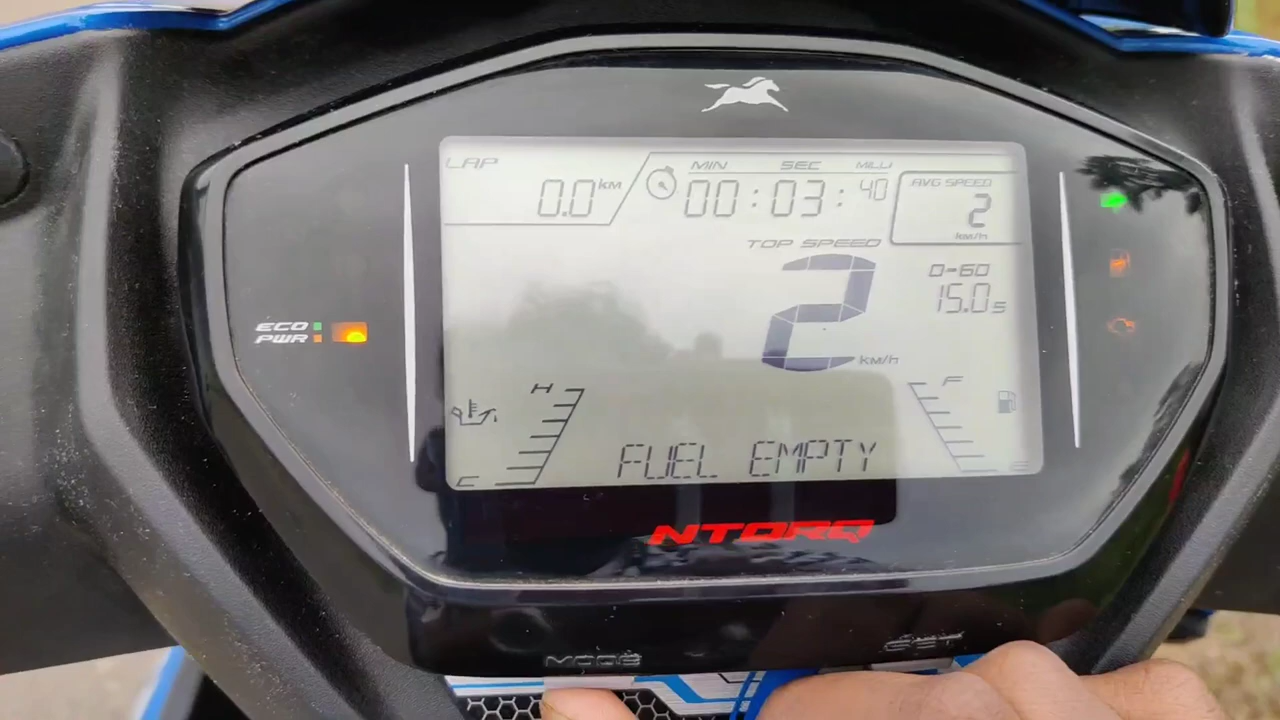 LAP
0.0 KM
MIN SEC MILLI
00:03:40
AVG SPEED
2
km/h
TOP SPEED
2 km/h
0-60
15.0s
ECO
PWR
H
C
F
E
FUEL EMPTY
NTORQ
MODE
SET